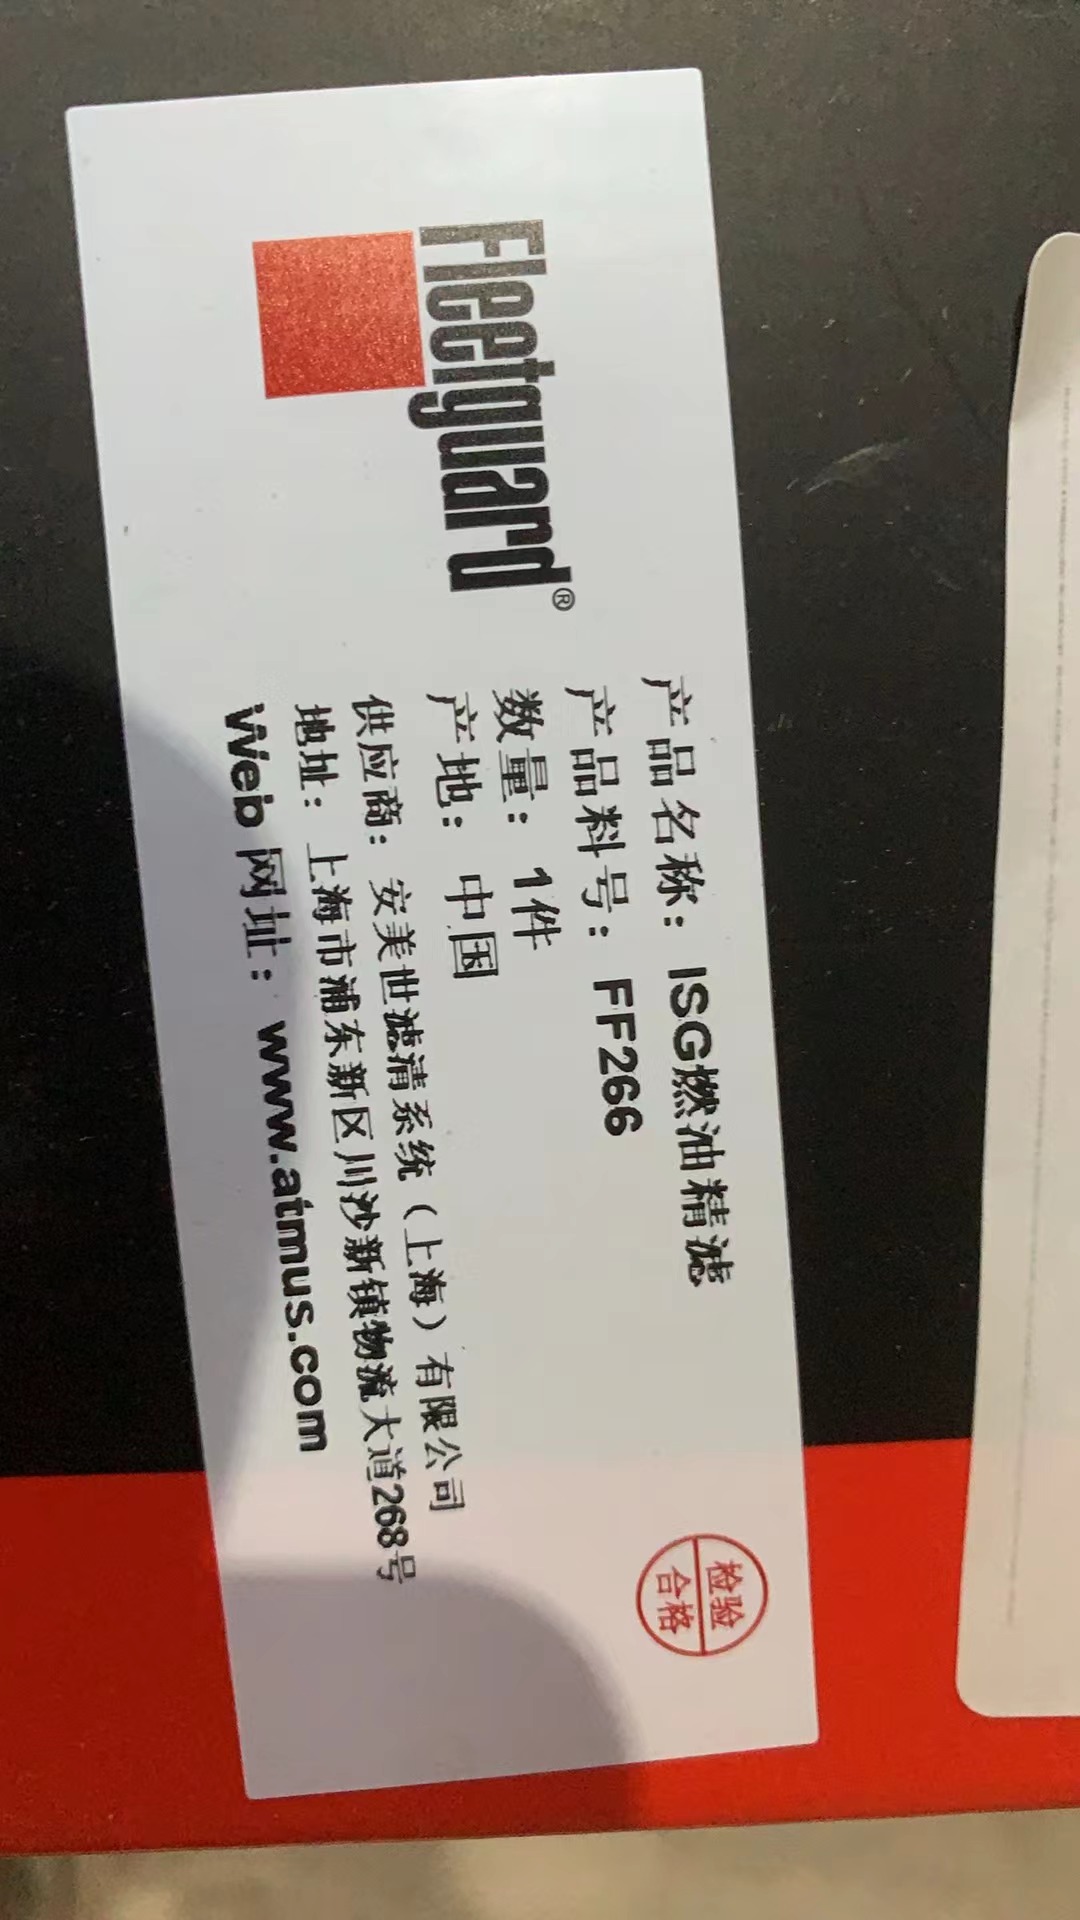 Fleetguard®
产品名称：ISG燃油精滤
产品料号：FF266
数量：1件
产地：中国
供应商：安美世滤清系统（上海）有限公司
地址：上海市浦东新区川沙新镇物流大道268号
Web 网址：www.atmus.com
检验
合格